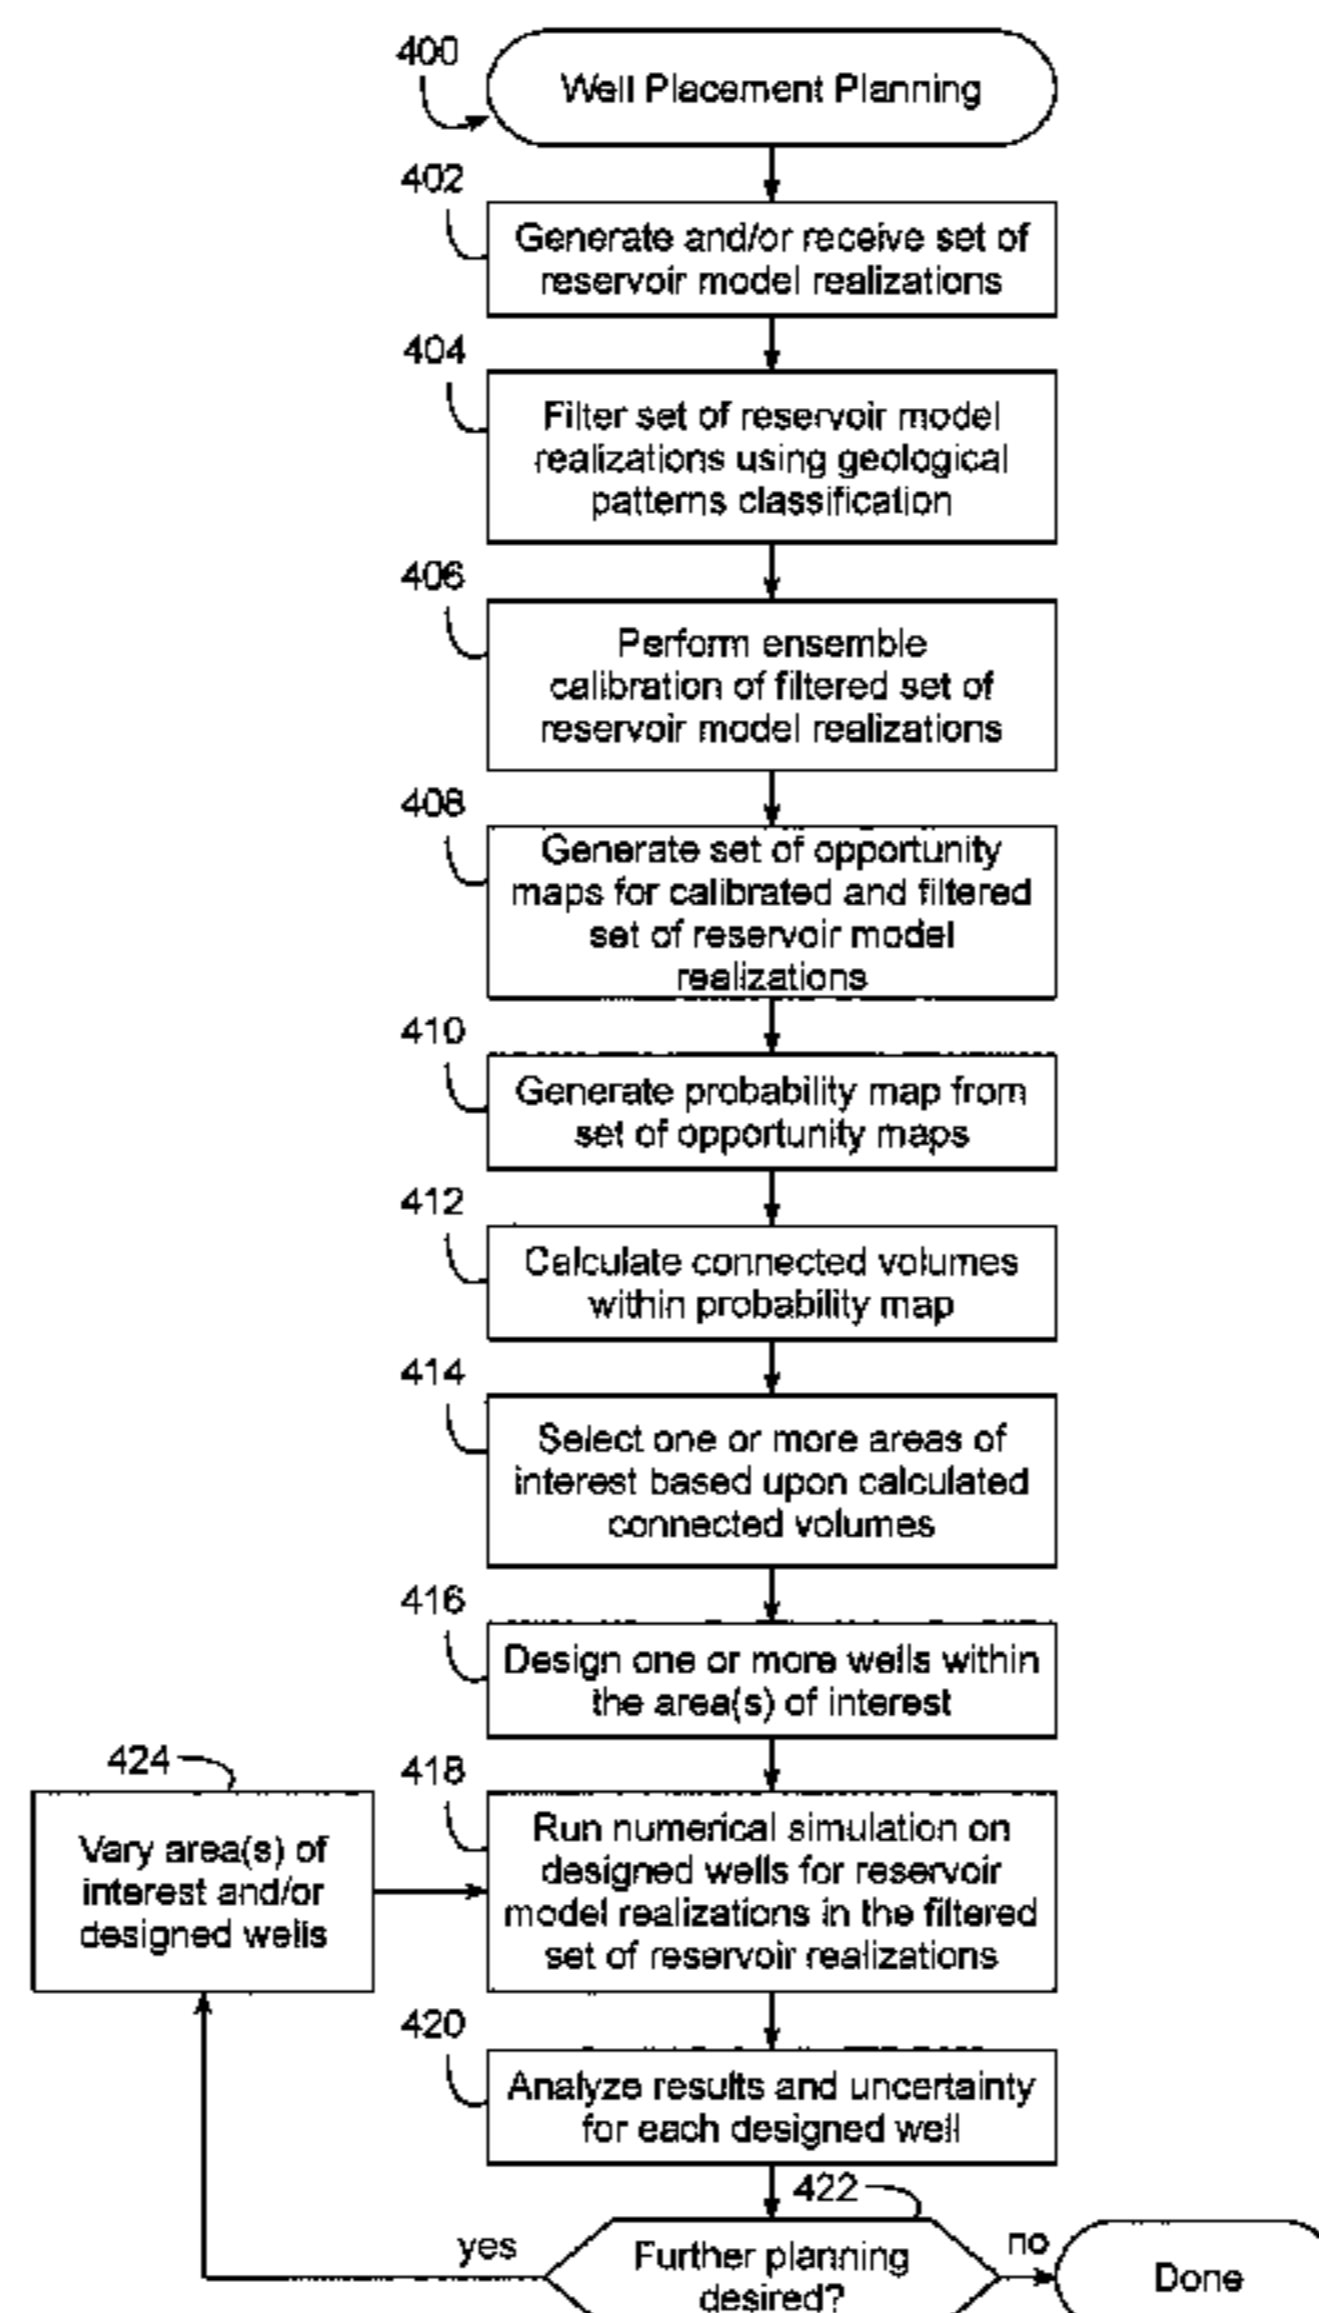 400
Well Placement Planning
402
Generate and/or receive set of
reservoir model realizations
404
Filter set of reservoir model
realizations using geological
patterns classification
406
Perform ensemble
calibration of filtered set of
reservoir model realizations
408
Generate set of opportunity
maps for calibrated and filtered
set of reservoir model
realizations
410
Generate probability map from
set of opportunity maps
412
Calculate connected volumes
within probability map
414
Select one or more areas of
interest based upon calculated
connected volumes
416
Design one or more wells within
the area(s) of interest
424
Vary area(s) of
interest and/or
designed wells
418
Run numerical simulation on
designed wells for reservoir
model realizations in the filtered
set of reservoir realizations
420
Analyze results and uncertainty
for each designed well
422
yes
Further planning
desired?
no
Done